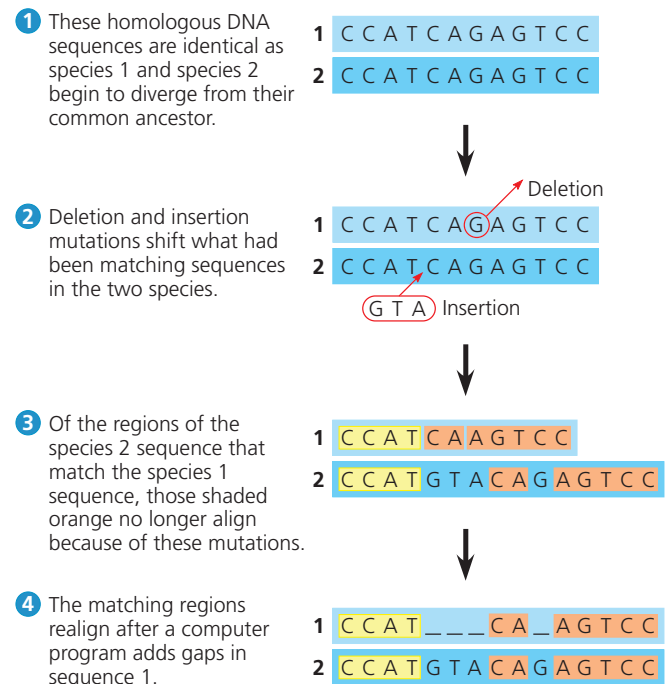 1 These homologous DNA
sequences are identical as
species 1 and species 2
begin to diverge from their
common ancestor.
1 C C A T C A G A G T C C
2 C C A T C A G A G T C C
Deletion
2 Deletion and insertion
mutations shift what had
been matching sequences
in the two species.
1 C C A T C A G A G T C C
2 C C A T C A G A G T C C
G T A Insertion
3 Of the regions of the
species 2 sequence that
match the species 1
sequence, those shaded
orange no longer align
because of these mutations.
1 C C A T C A A G T C C
2 C C A T G T A C A G A G T C C
4 The matching regions
realign after a computer
program adds gaps in
sequence 1.
1 C C A T _ _ _ C A _ A G T C C
2 C C A T G T A C A G A G T C C